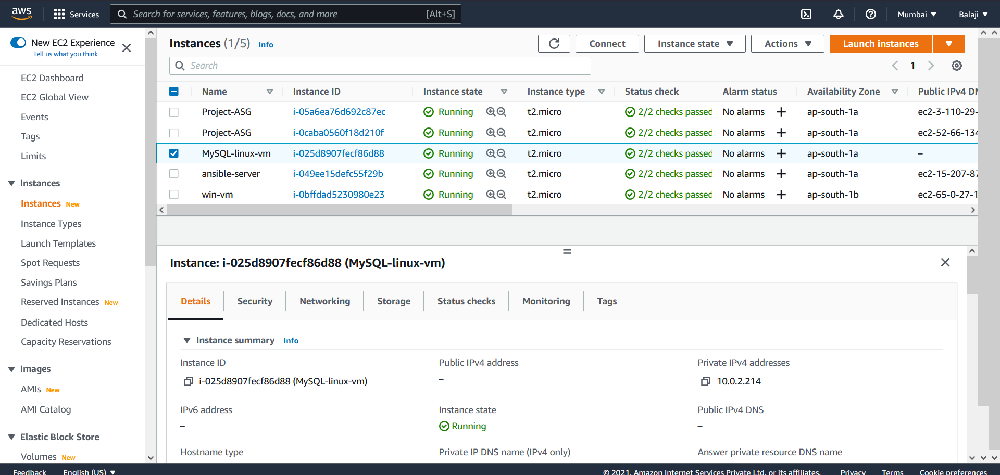 aws
Services
Search for services, features, blogs, docs, and more [Alt+S]
Mumbai ▼
Balaji ▼
New EC2 Experience
Tell us what you think
EC2 Dashboard
EC2 Global View
Events
Tags
Limits
Instances
Instances New
Instance Types
Launch Templates
Spot Requests
Savings Plans
Reserved Instances New
Dedicated Hosts
Capacity Reservations
Images
AMIs New
AMI Catalog
Elastic Block Store
Volumes New
Instances (1/5) Info
Connect
Instance state ▼
Actions ▼
Launch instances ▼
Search
1
Name Instance ID Instance state Instance type Status check Alarm status Availability Zone Public IPv4 DN
Project-ASG i-05a6ea76d692c87ec Running t2.micro 2/2 checks passed No alarms + ap-south-1a ec2-3-110-29-
Project-ASG i-0caba0560f18d210f Running t2.micro 2/2 checks passed No alarms + ap-south-1a ec2-52-66-134
MySQL-linux-vm i-025d8907fecf86d88 Running t2.micro 2/2 checks passed No alarms + ap-south-1a –
ansible-server i-049ee15defc55f29b Running t2.micro 2/2 checks passed No alarms + ap-south-1a ec2-15-207-87
win-vm i-0bffdad5230980e23 Running t2.micro 2/2 checks passed No alarms + ap-south-1b ec2-65-0-27-1
Instance: i-025d8907fecf86d88 (MySQL-linux-vm)
Details Security Networking Storage Status checks Monitoring Tags
Instance summary Info
Instance ID
i-025d8907fecf86d88 (MySQL-linux-vm)
Public IPv4 address
–
Private IPv4 addresses
10.0.2.214
IPv6 address
–
Instance state
Running
Public IPv4 DNS
–
Hostname type
Private IP DNS name (IPv4 only)
Answer private resource DNS name
Feedback English (US) ▼
© 2021, Amazon Internet Services Private Ltd. or its affiliates. Privacy Terms Cookie preferences